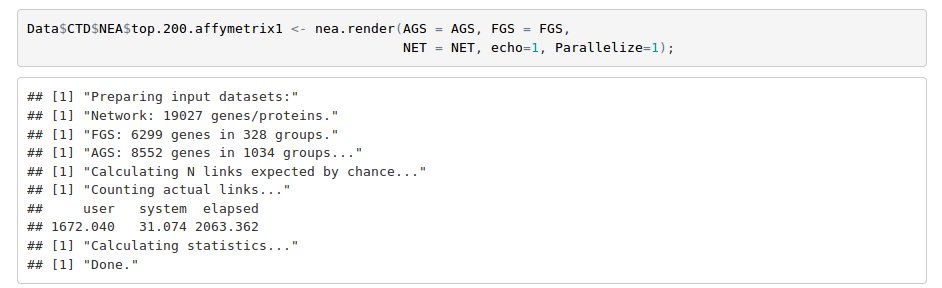 Data$CTD$NEA$top.200.affymetrix1 <- nea.render(AGS = AGS, FGS = FGS,
                                               NET = NET, echo=1, Parallelize=1);
## [1] "Preparing input datasets:"
## [1] "Network: 19027 genes/proteins."
## [1] "FGS: 6299 genes in 328 groups."
## [1] "AGS: 8552 genes in 1034 groups..."
## [1] "Calculating N links expected by chance..."
## [1] "Counting actual links..."
##     user   system  elapsed
## 1672.040   31.074 2063.362
## [1] "Calculating statistics..."
## [1] "Done."